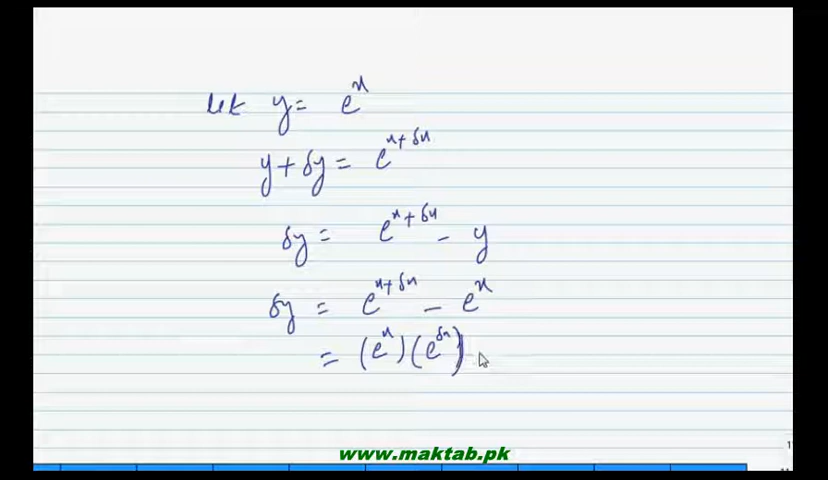 let y = e^x
y + δy = e^{x+δx}
δy = e^{x+δx} - y
δy = e^{x+δx} - e^x
= (e^x)(e^{δx})
www.maktab.pk